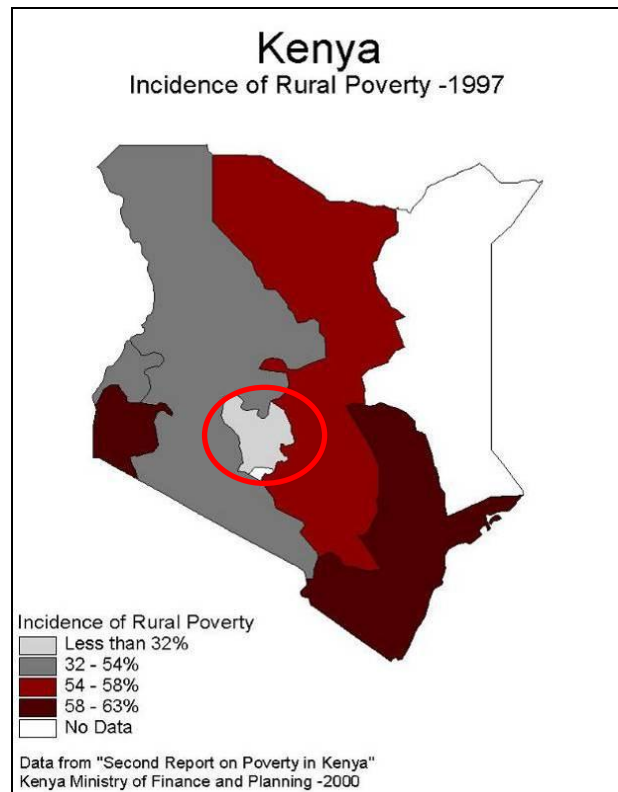 Kenya
Incidence of Rural Poverty -1997
Incidence of Rural Poverty
Less than 32%
32 - 54%
54 - 58%
58 - 63%
No Data
Data from "Second Report on Poverty in Kenya"
Kenya Ministry of Finance and Planning -2000